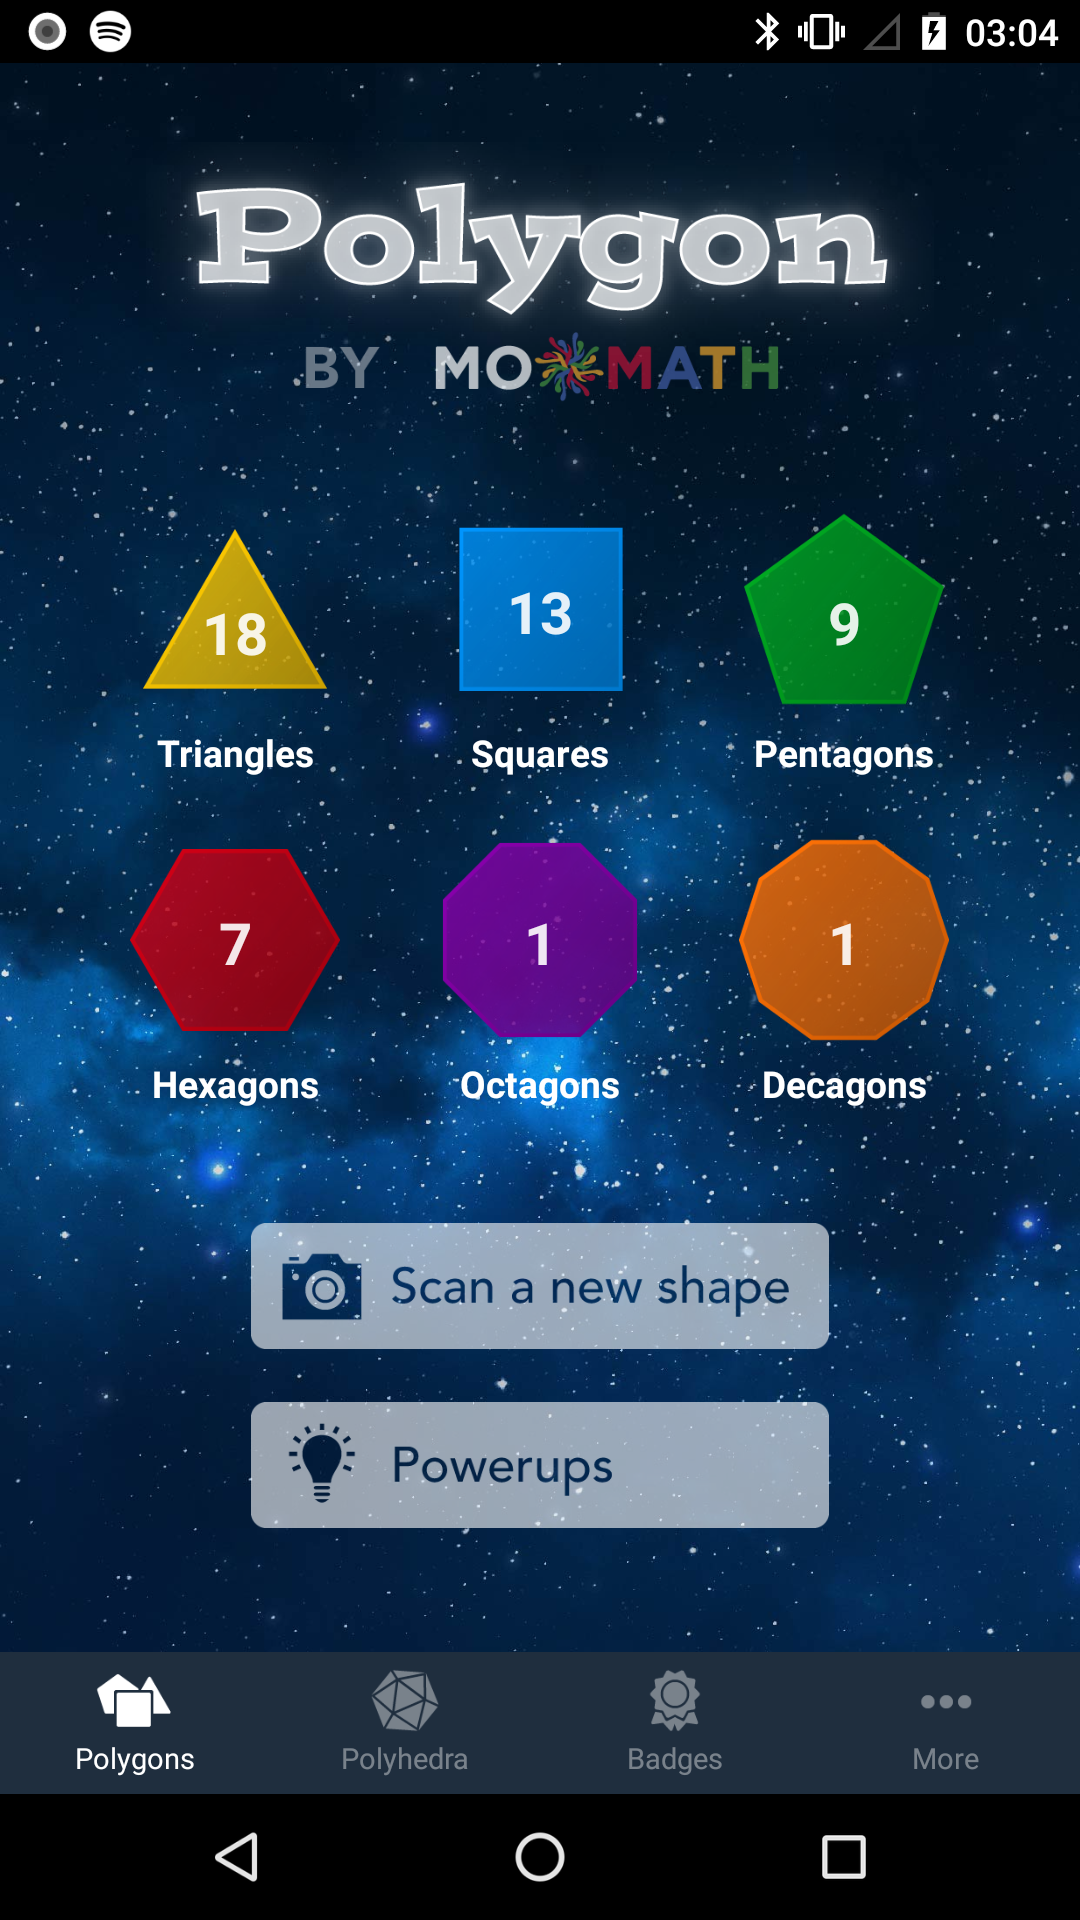 03:04
Polygon
BY MOMATH
18 13 9
Triangles Squares Pentagons
7 1 1
Hexagons Octagons Decagons
Scan a new shape
Powerups
Polygons Polyhedra Badges More